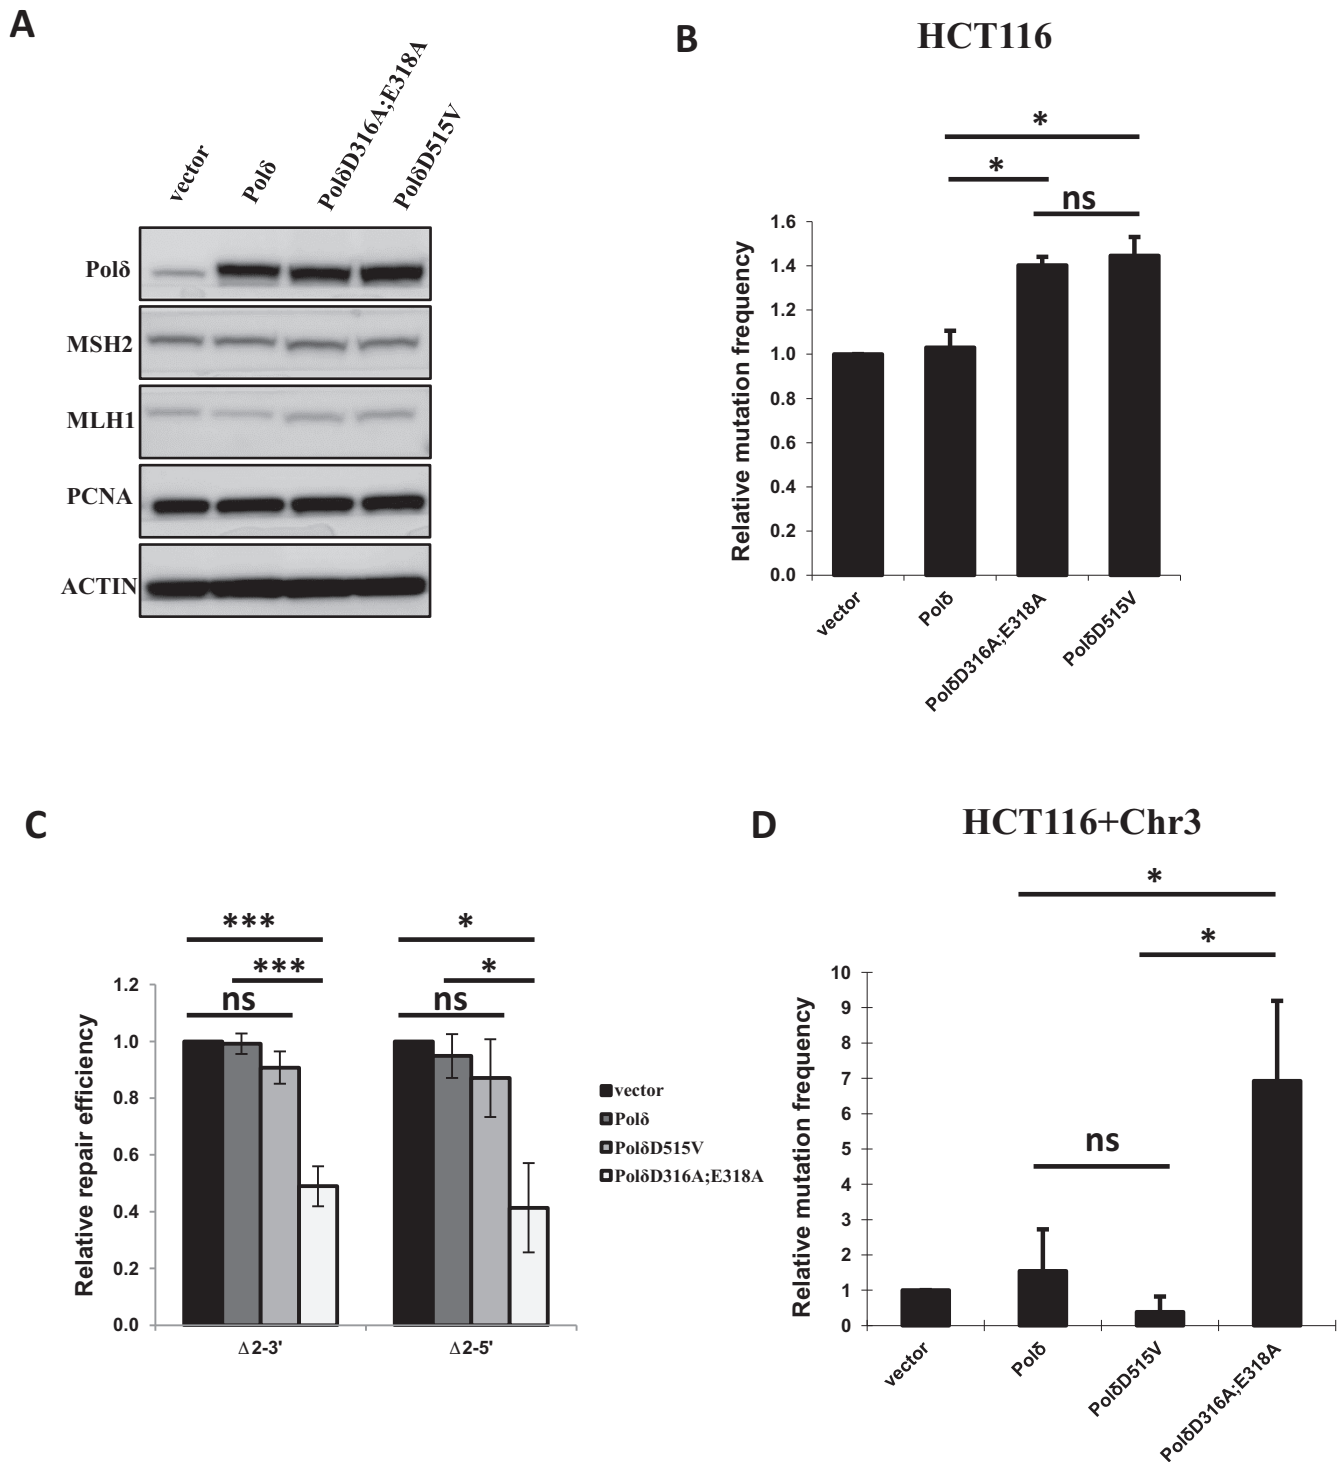 A
vector
Polδ
PolδD316A;E318A
PolδD515V
Polδ
MSH2
MLH1
PCNA
ACTIN
B
HCT116
*
*
ns
Relative mutation frequency
1.6
1.4
1.2
1.0
0.8
0.6
0.4
0.2
0.0
vector
Polδ
PolδD316A;E318A
PolδD515V
C
***
***
ns
*
*
ns
Relative repair efficiency
1.2
1.0
0.8
0.6
0.4
0.2
0.0
Δ2-3'
Δ2-5'
vector
Polδ
PolδD515V
PolδD316A;E318A
D
HCT116+Chr3
*
*
ns
Relative mutation frequency
10
9
8
7
6
5
4
3
2
1
0
vector
Polδ
PolδD515V
PolδD316A;E318A